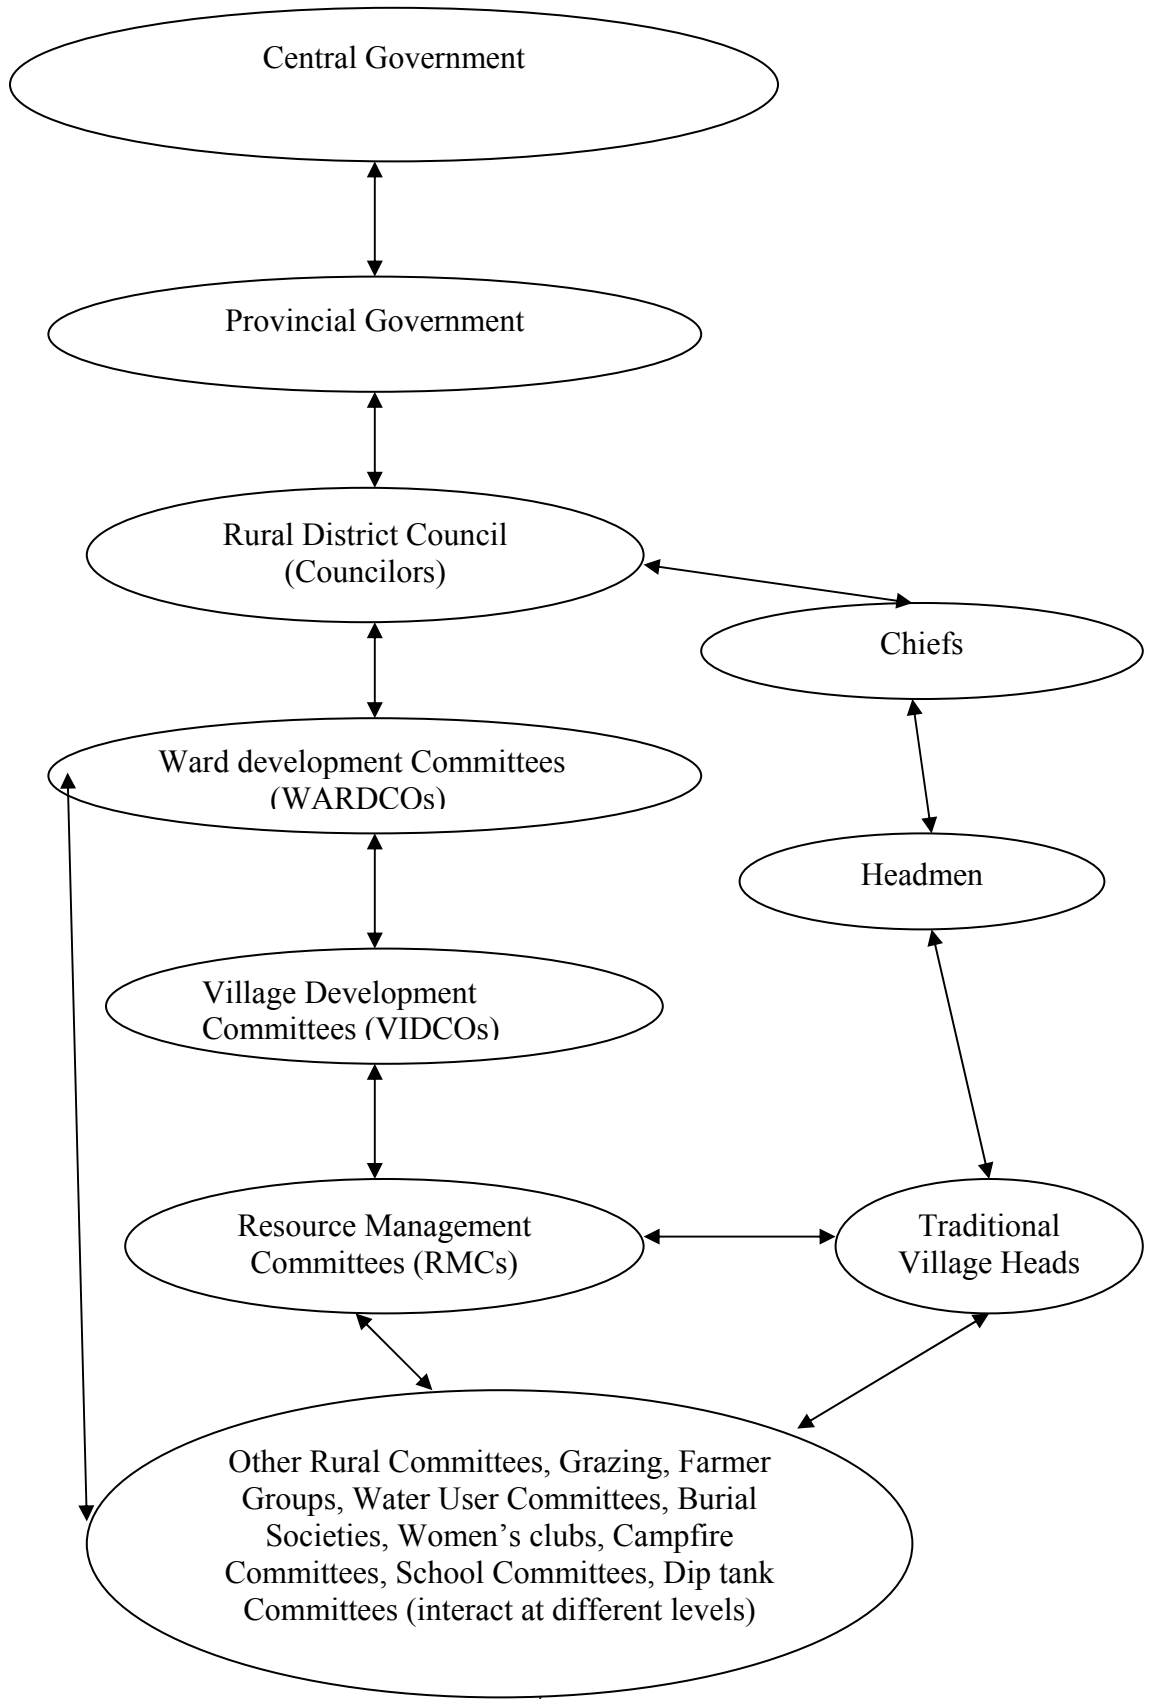 Central Government
Provincial Government
Rural District Council
(Councilors)
Chiefs
Ward development Committees
(WARDCOs)
Headmen
Village Development
Committees (VIDCOs)
Resource Management
Committees (RMCs)
Traditional
Village Heads
Other Rural Committees, Grazing, Farmer
Groups, Water User Committees, Burial
Societies, Women’s clubs, Campfire
Committees, School Committees, Dip tank
Committees (interact at different levels)